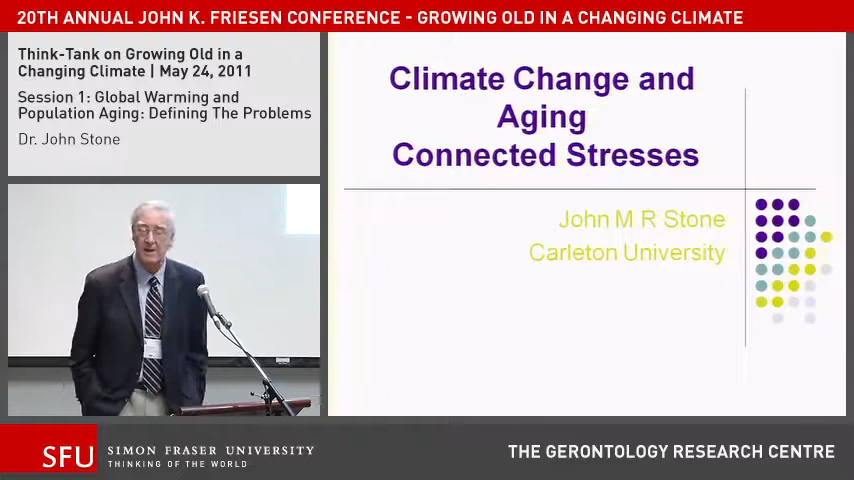 20TH ANNUAL JOHN K. FRIESEN CONFERENCE - GROWING OLD IN A CHANGING CLIMATE
Think-Tank on Growing Old in a
Changing Climate | May 24, 2011
Session 1: Global Warming and
Population Aging: Defining The Problems
Dr. John Stone
Climate Change and
Aging
Connected Stresses
John M R Stone
Carleton University
SFU SIMON FRASER UNIVERSITY
THINKING OF THE WORLD
THE GERONTOLOGY RESEARCH CENTRE